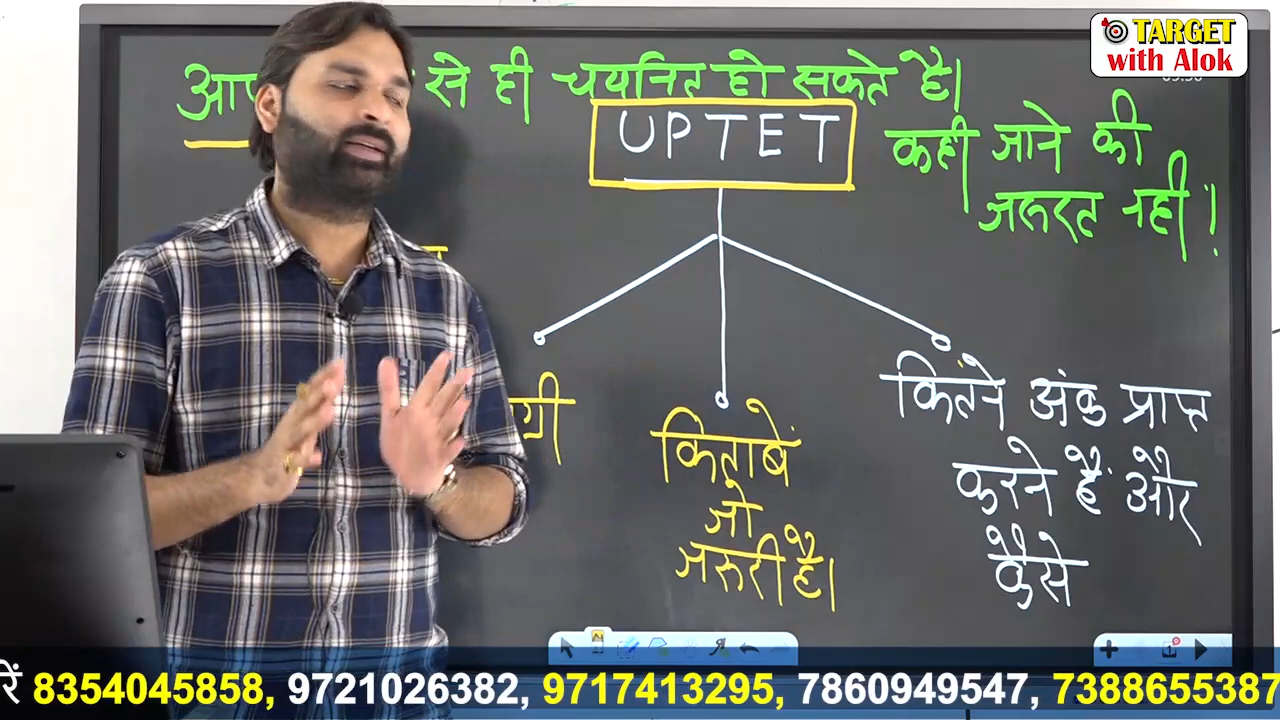 TARGET
with Alok
आप से ही चयनित हो सकते है।
UPTET
कही जाने की
जरुरत नही!
ग्री
किताबें
जो
जरुरी है।
कितने अंक प्राप्त
करने हैं और
कैसे
रें 8354045858, 9721026382, 9717413295, 7860949547, 7388655387